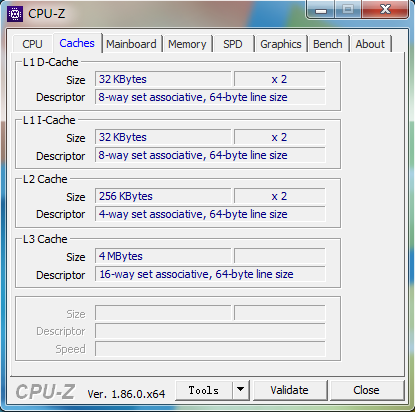 CPU-Z
CPU Caches Mainboard Memory SPD Graphics Bench About
L1 D-Cache
Size 32 KBytes x 2
Descriptor 8-way set associative, 64-byte line size
L1 I-Cache
Size 32 KBytes x 2
Descriptor 8-way set associative, 64-byte line size
L2 Cache
Size 256 KBytes x 2
Descriptor 4-way set associative, 64-byte line size
L3 Cache
Size 4 MBytes
Descriptor 16-way set associative, 64-byte line size
Size
Descriptor
Speed
CPU-Z Ver. 1.86.0.x64 Tools Validate Close